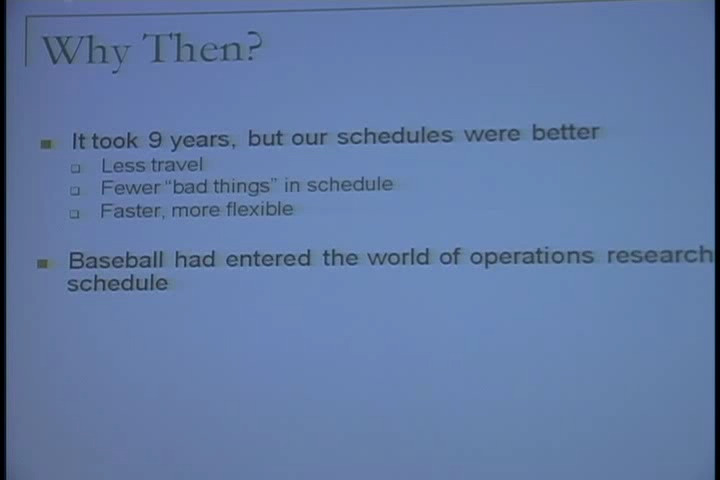 Why Then?
It took 9 years, but our schedules were better
Less travel
Fewer "bad things" in schedule
Faster, more flexible
Baseball had entered the world of operations research
schedule